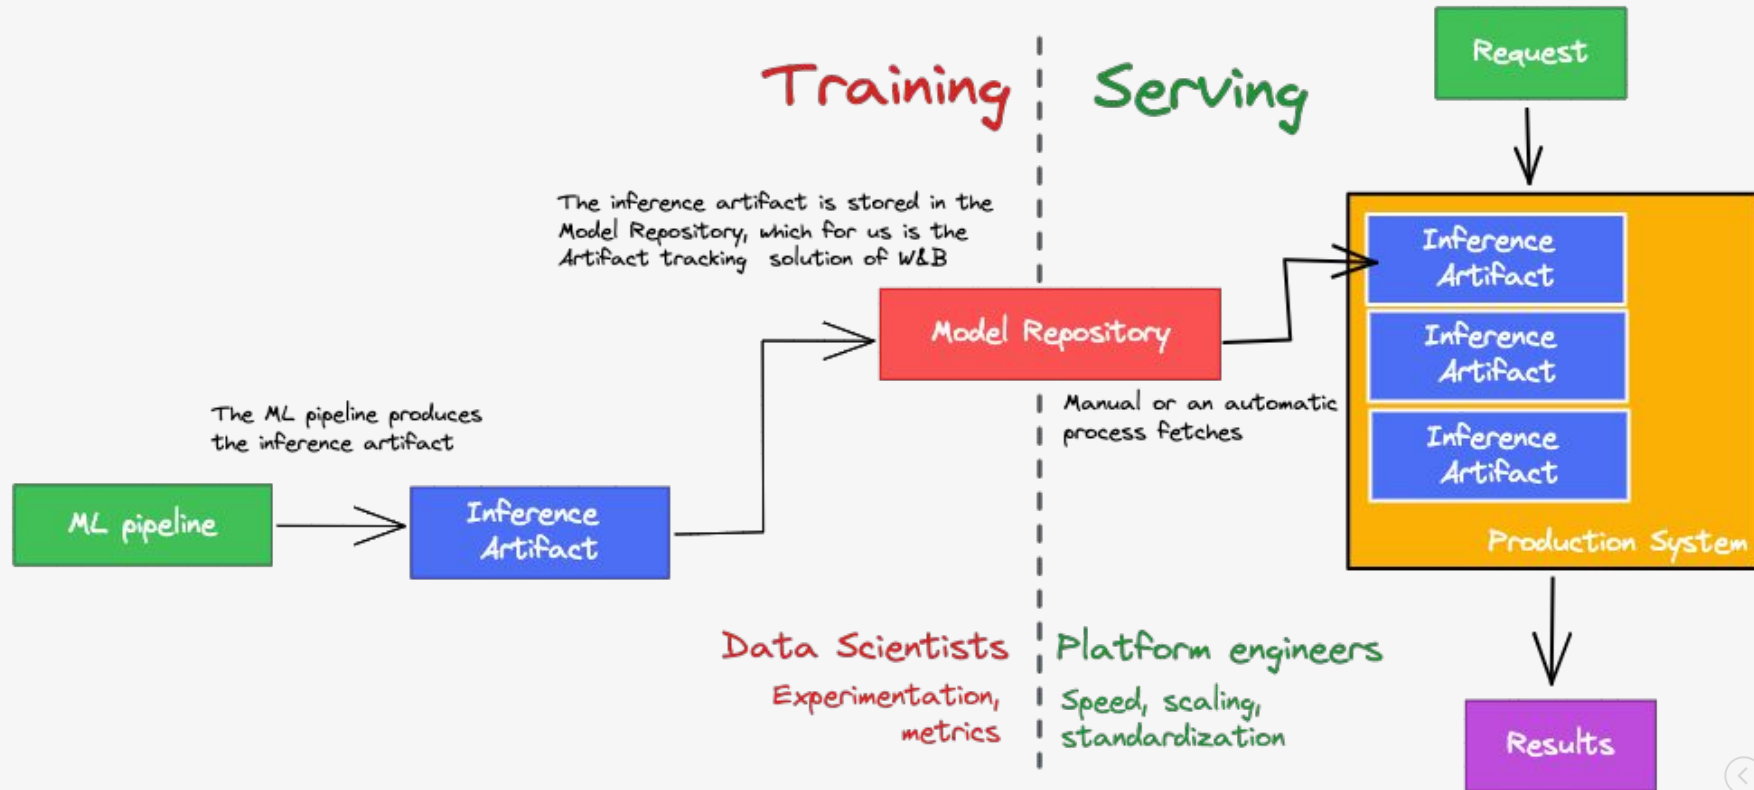 Training
Serving
Request
The inference artifact is stored in the
Model Repository, which for us is the
Artifact tracking solution of W&B
Inference
Artifact
Model Repository
Inference
Artifact
The ML pipeline produces
the inference artifact
Manual or an automatic
process fetches
Inference
Artifact
ML pipeline
Inference
Artifact
Production System
Data Scientists
Platform engineers
Experimentation,
metrics
Speed, scaling,
standardization
Results